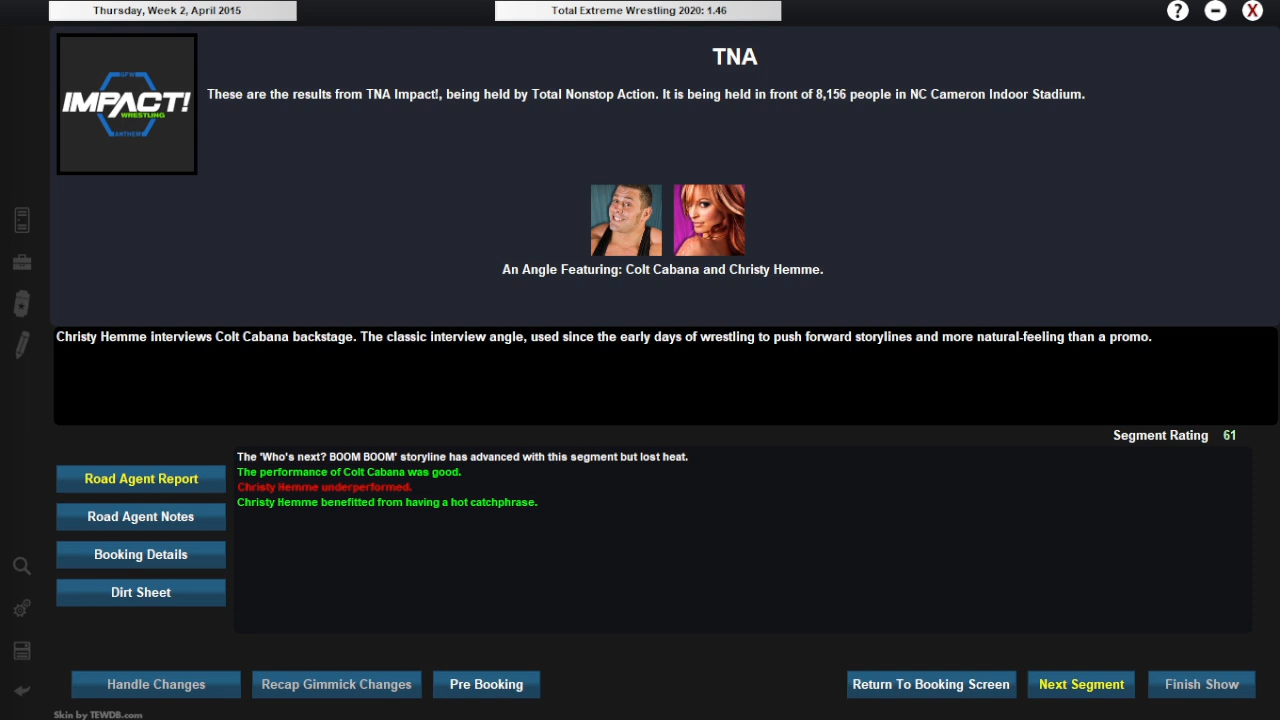 Thursday, Week 2, April 2015
Total Extreme Wrestling 2020: 1.46
?
X
TNA
GFW
IMPACT!
WRESTLING
ANTHEM
These are the results from TNA Impact!, being held by Total Nonstop Action. It is being held in front of 8,156 people in NC Cameron Indoor Stadium.
An Angle Featuring: Colt Cabana and Christy Hemme.
Christy Hemme interviews Colt Cabana backstage. The classic interview angle, used since the early days of wrestling to push forward storylines and more natural-feeling than a promo.
Segment Rating 61
Road Agent Report
Road Agent Notes
Booking Details
Dirt Sheet
The 'Who's next? BOOM BOOM' storyline has advanced with this segment but lost heat.
The performance of Colt Cabana was good.
Christy Hemme underperformed.
Christy Hemme benefitted from having a hot catchphrase.
Handle Changes
Recap Gimmick Changes
Pre Booking
Return To Booking Screen
Next Segment
Finish Show
Skin by TEWDB.com